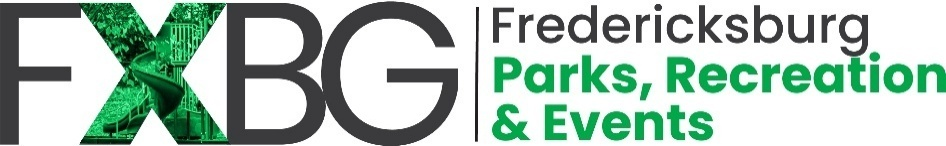 FXBG
Fredericksburg
Parks, Recreation
& Events